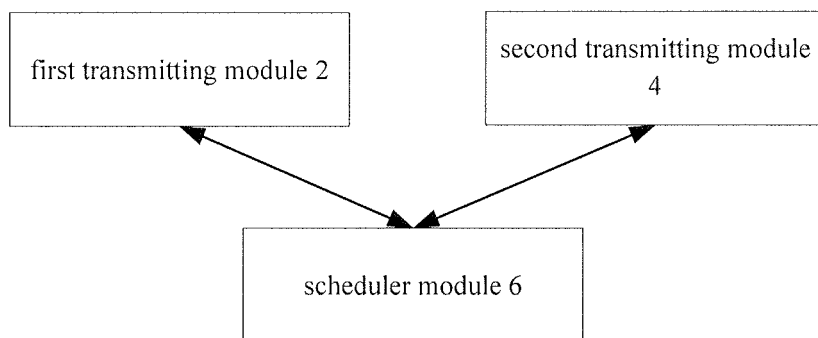 first transmitting module 2
second transmitting module
4
scheduler module 6